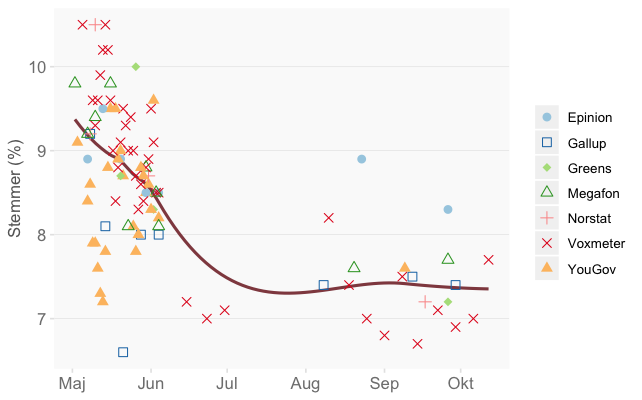 Stemmer (%)
10
9
8
7
Maj
Jun
Jul
Aug
Sep
Okt
Epinion
Gallup
Greens
Megafon
Norstat
Voxmeter
YouGov